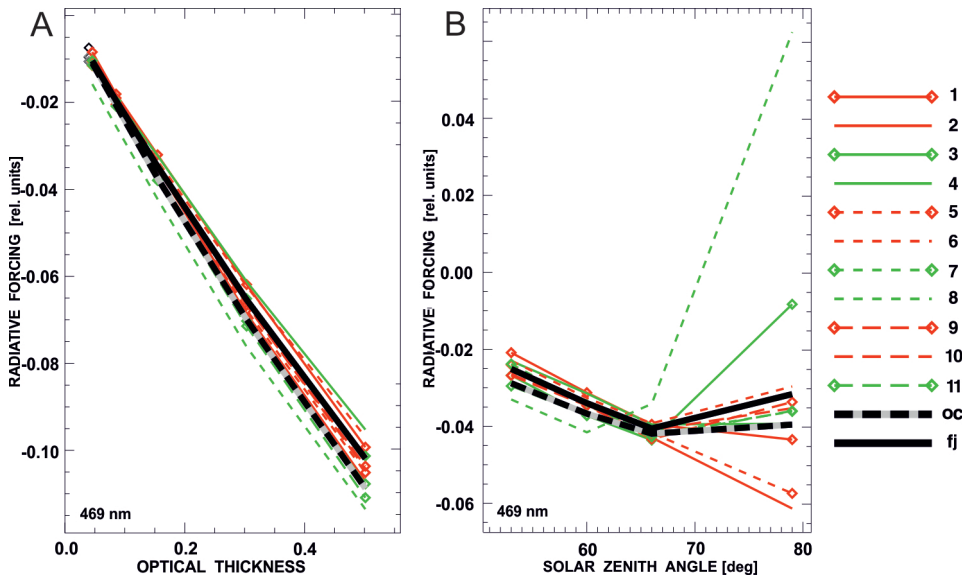 A
RADIATIVE FORCING [rel. units]
-0.02
-0.04
-0.06
-0.08
-0.10
469 nm
0.0
0.2
0.4
OPTICAL THICKNESS
B
RADIATIVE FORCING [rel. units]
0.04
0.02
0.00
-0.02
-0.04
-0.06
469 nm
60
70
80
SOLAR ZENITH ANGLE [deg]
1
2
3
4
5
6
7
8
9
10
11
oc
fj